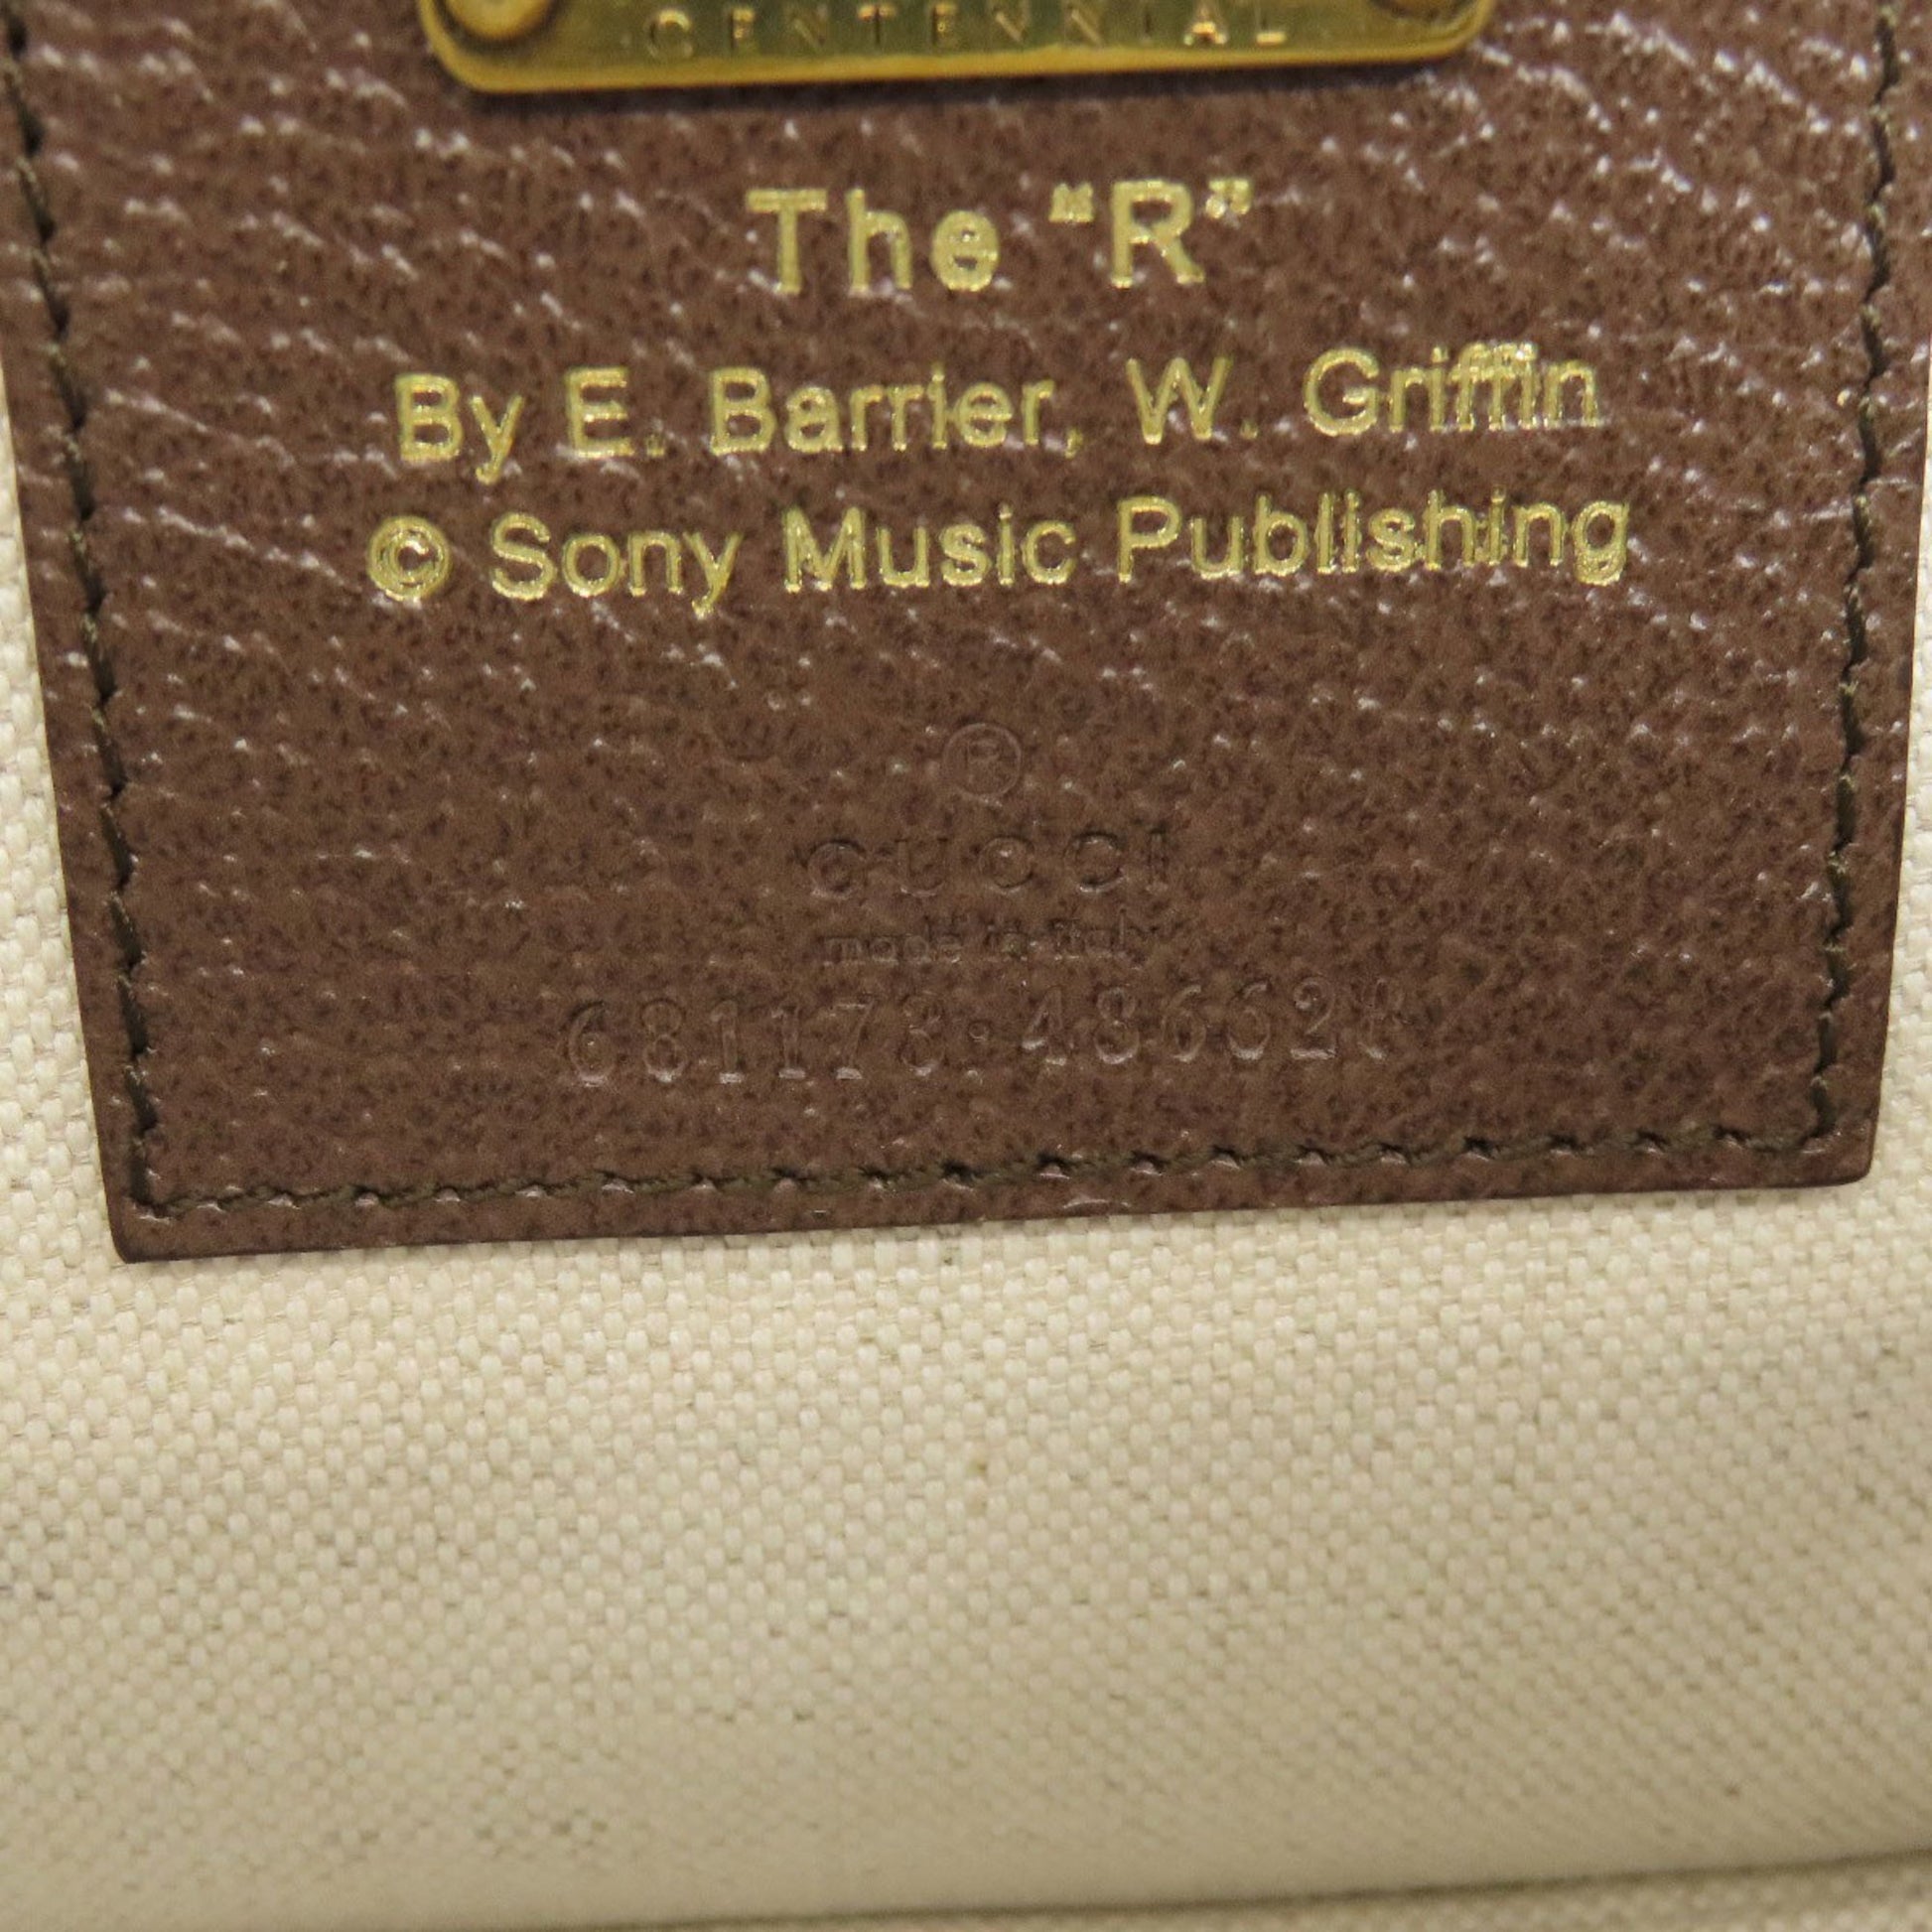 CENTENNIAL
The “R”
By E. Barrier, W. Griffin
© Sony Music Publishing
®
GUCCI
made in italy